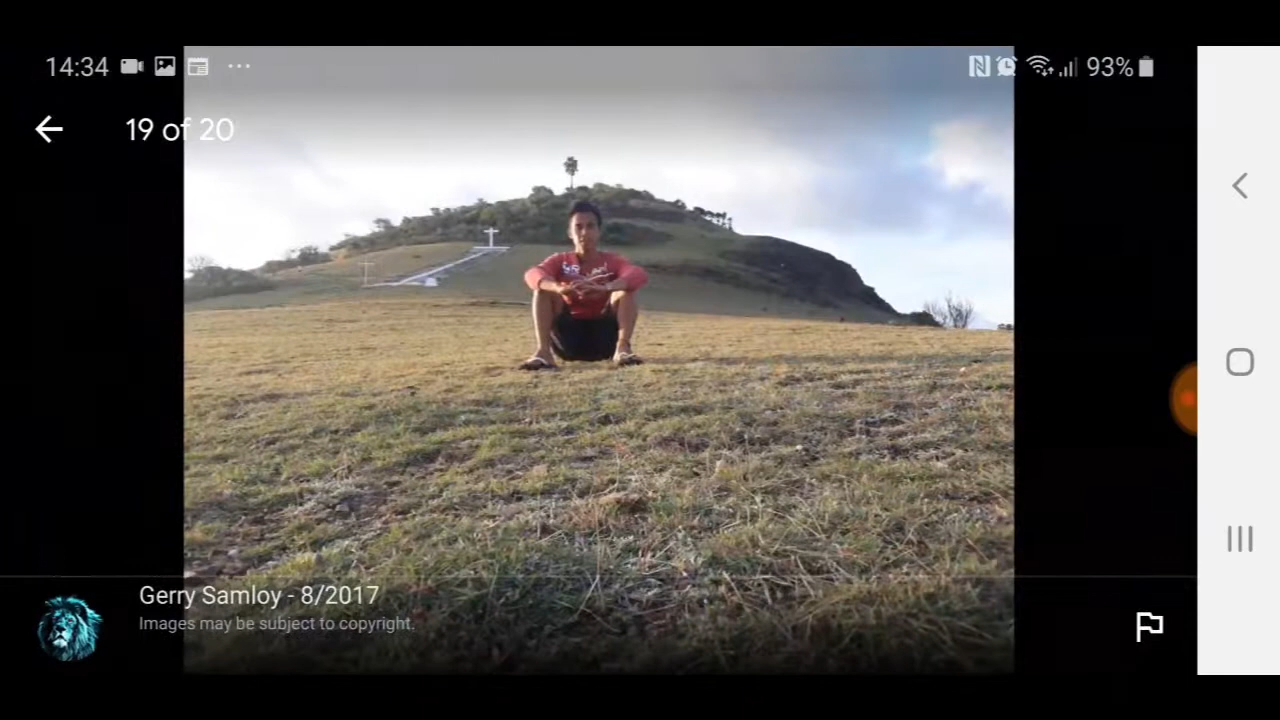 14:34
93%
19 of 20
Gerry Samloy - 8/2017
Images may be subject to copyright.